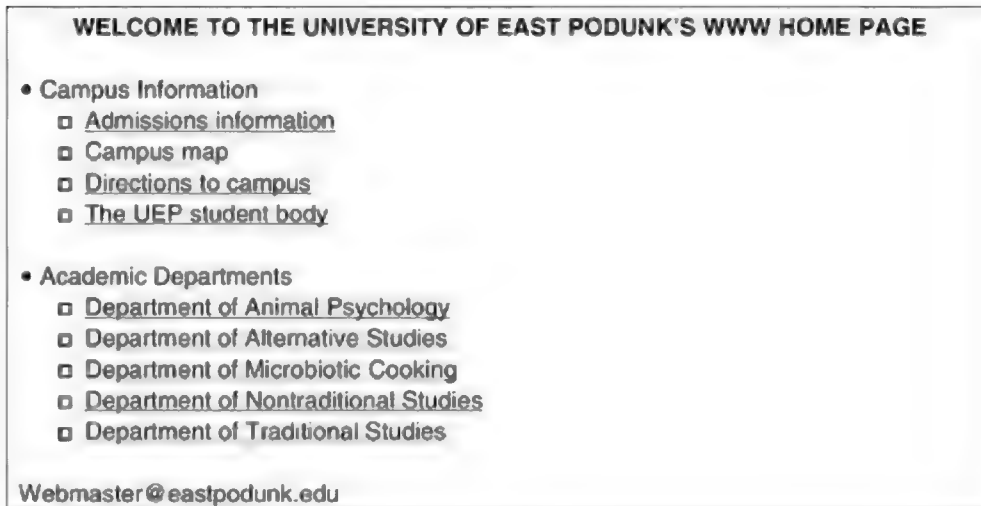 WELCOME TO THE UNIVERSITY OF EAST PODUNK'S WWW HOME PAGE
• Campus Information
□ Admissions information
□ Campus map
□ Directions to campus
□ The UEP student body
• Academic Departments
□ Department of Animal Psychology
□ Department of Alternative Studies
□ Department of Microbiotic Cooking
□ Department of Nontraditional Studies
□ Department of Traditional Studies
Webmaster@eastpodunk.edu